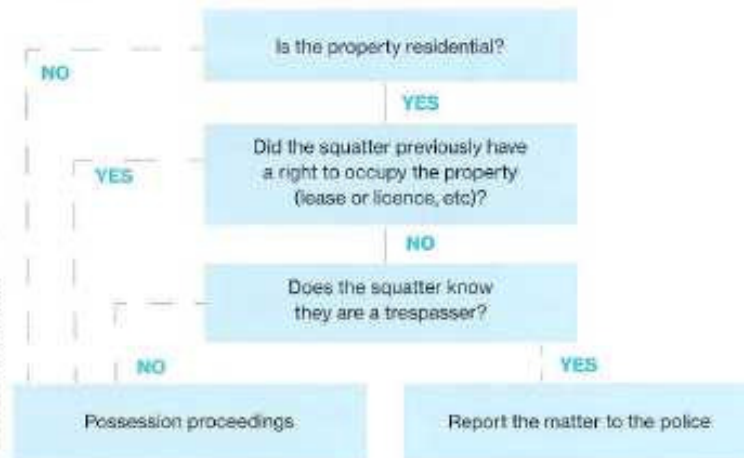 Is the property residential?
NO
YES
Did the squatter previously have
a right to occupy the property
(lease or licence, etc)?
YES
NO
Does the squatter know
they are a trespasser?
NO
YES
Possession proceedings
Report the matter to the police